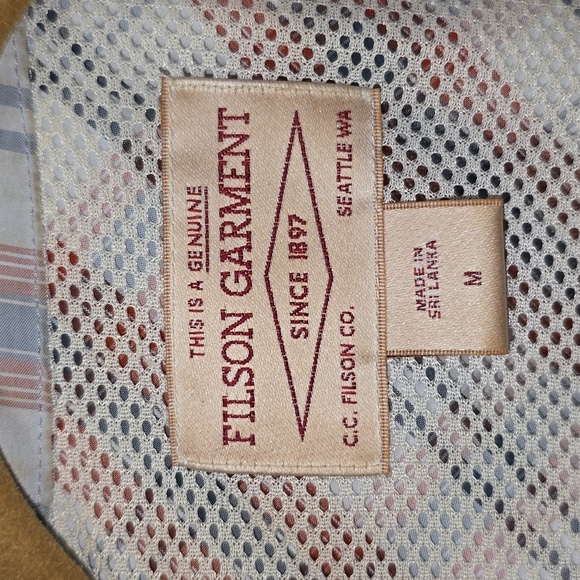 THIS IS A GENUINE
FILSON GARMENT
SINCE 1897
C.C. FILSON CO. SEATTLE WA
MADE IN
SRI LANKA
M